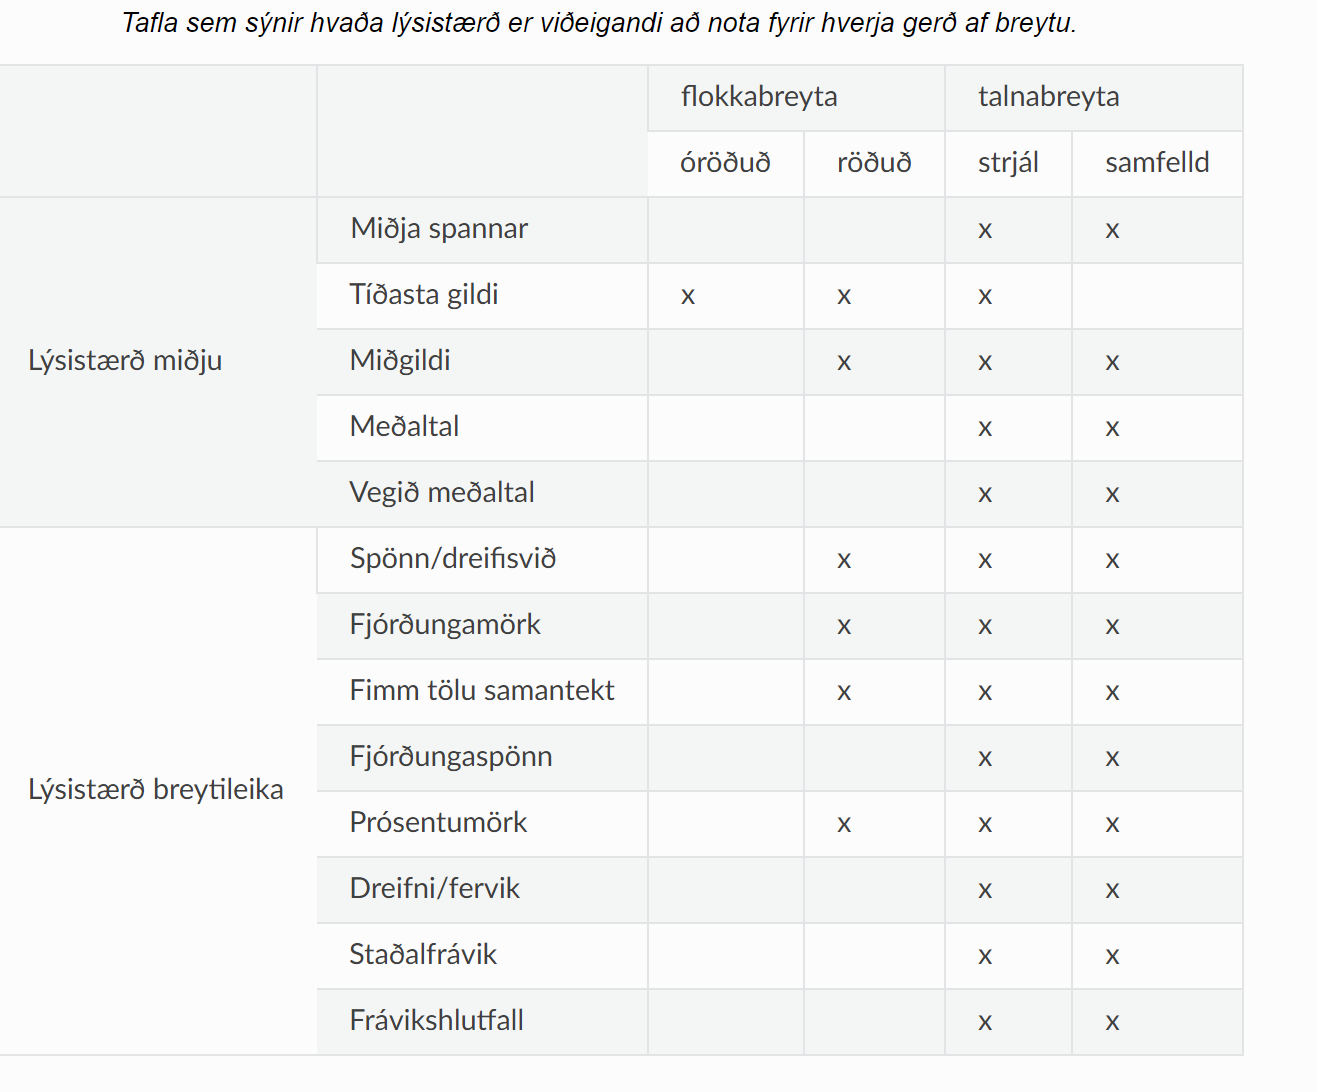 Tafla sem sýnir hvaða lýsistærð er viðeigandi að nota fyrir hverja gerð af breytu.
flokkabreyta talnabreyta
óröðuð röðuð strjál samfelld
Lýsistærð miðju
Miðja spannar x x
Tíðasta gildi x x x
Miðgildi x x x
Meðaltal x x
Vegið meðaltal x x
Lýsistærð breytileika
Spönn/dreifisvið x x x
Fjórðungamörk x x x
Fimm tölu samantekt x x x
Fjórðungaspönn x x
Prósentumörk x x x
Dreifni/fervik x x
Staðalfrávik x x
Frávikshlutfall x x